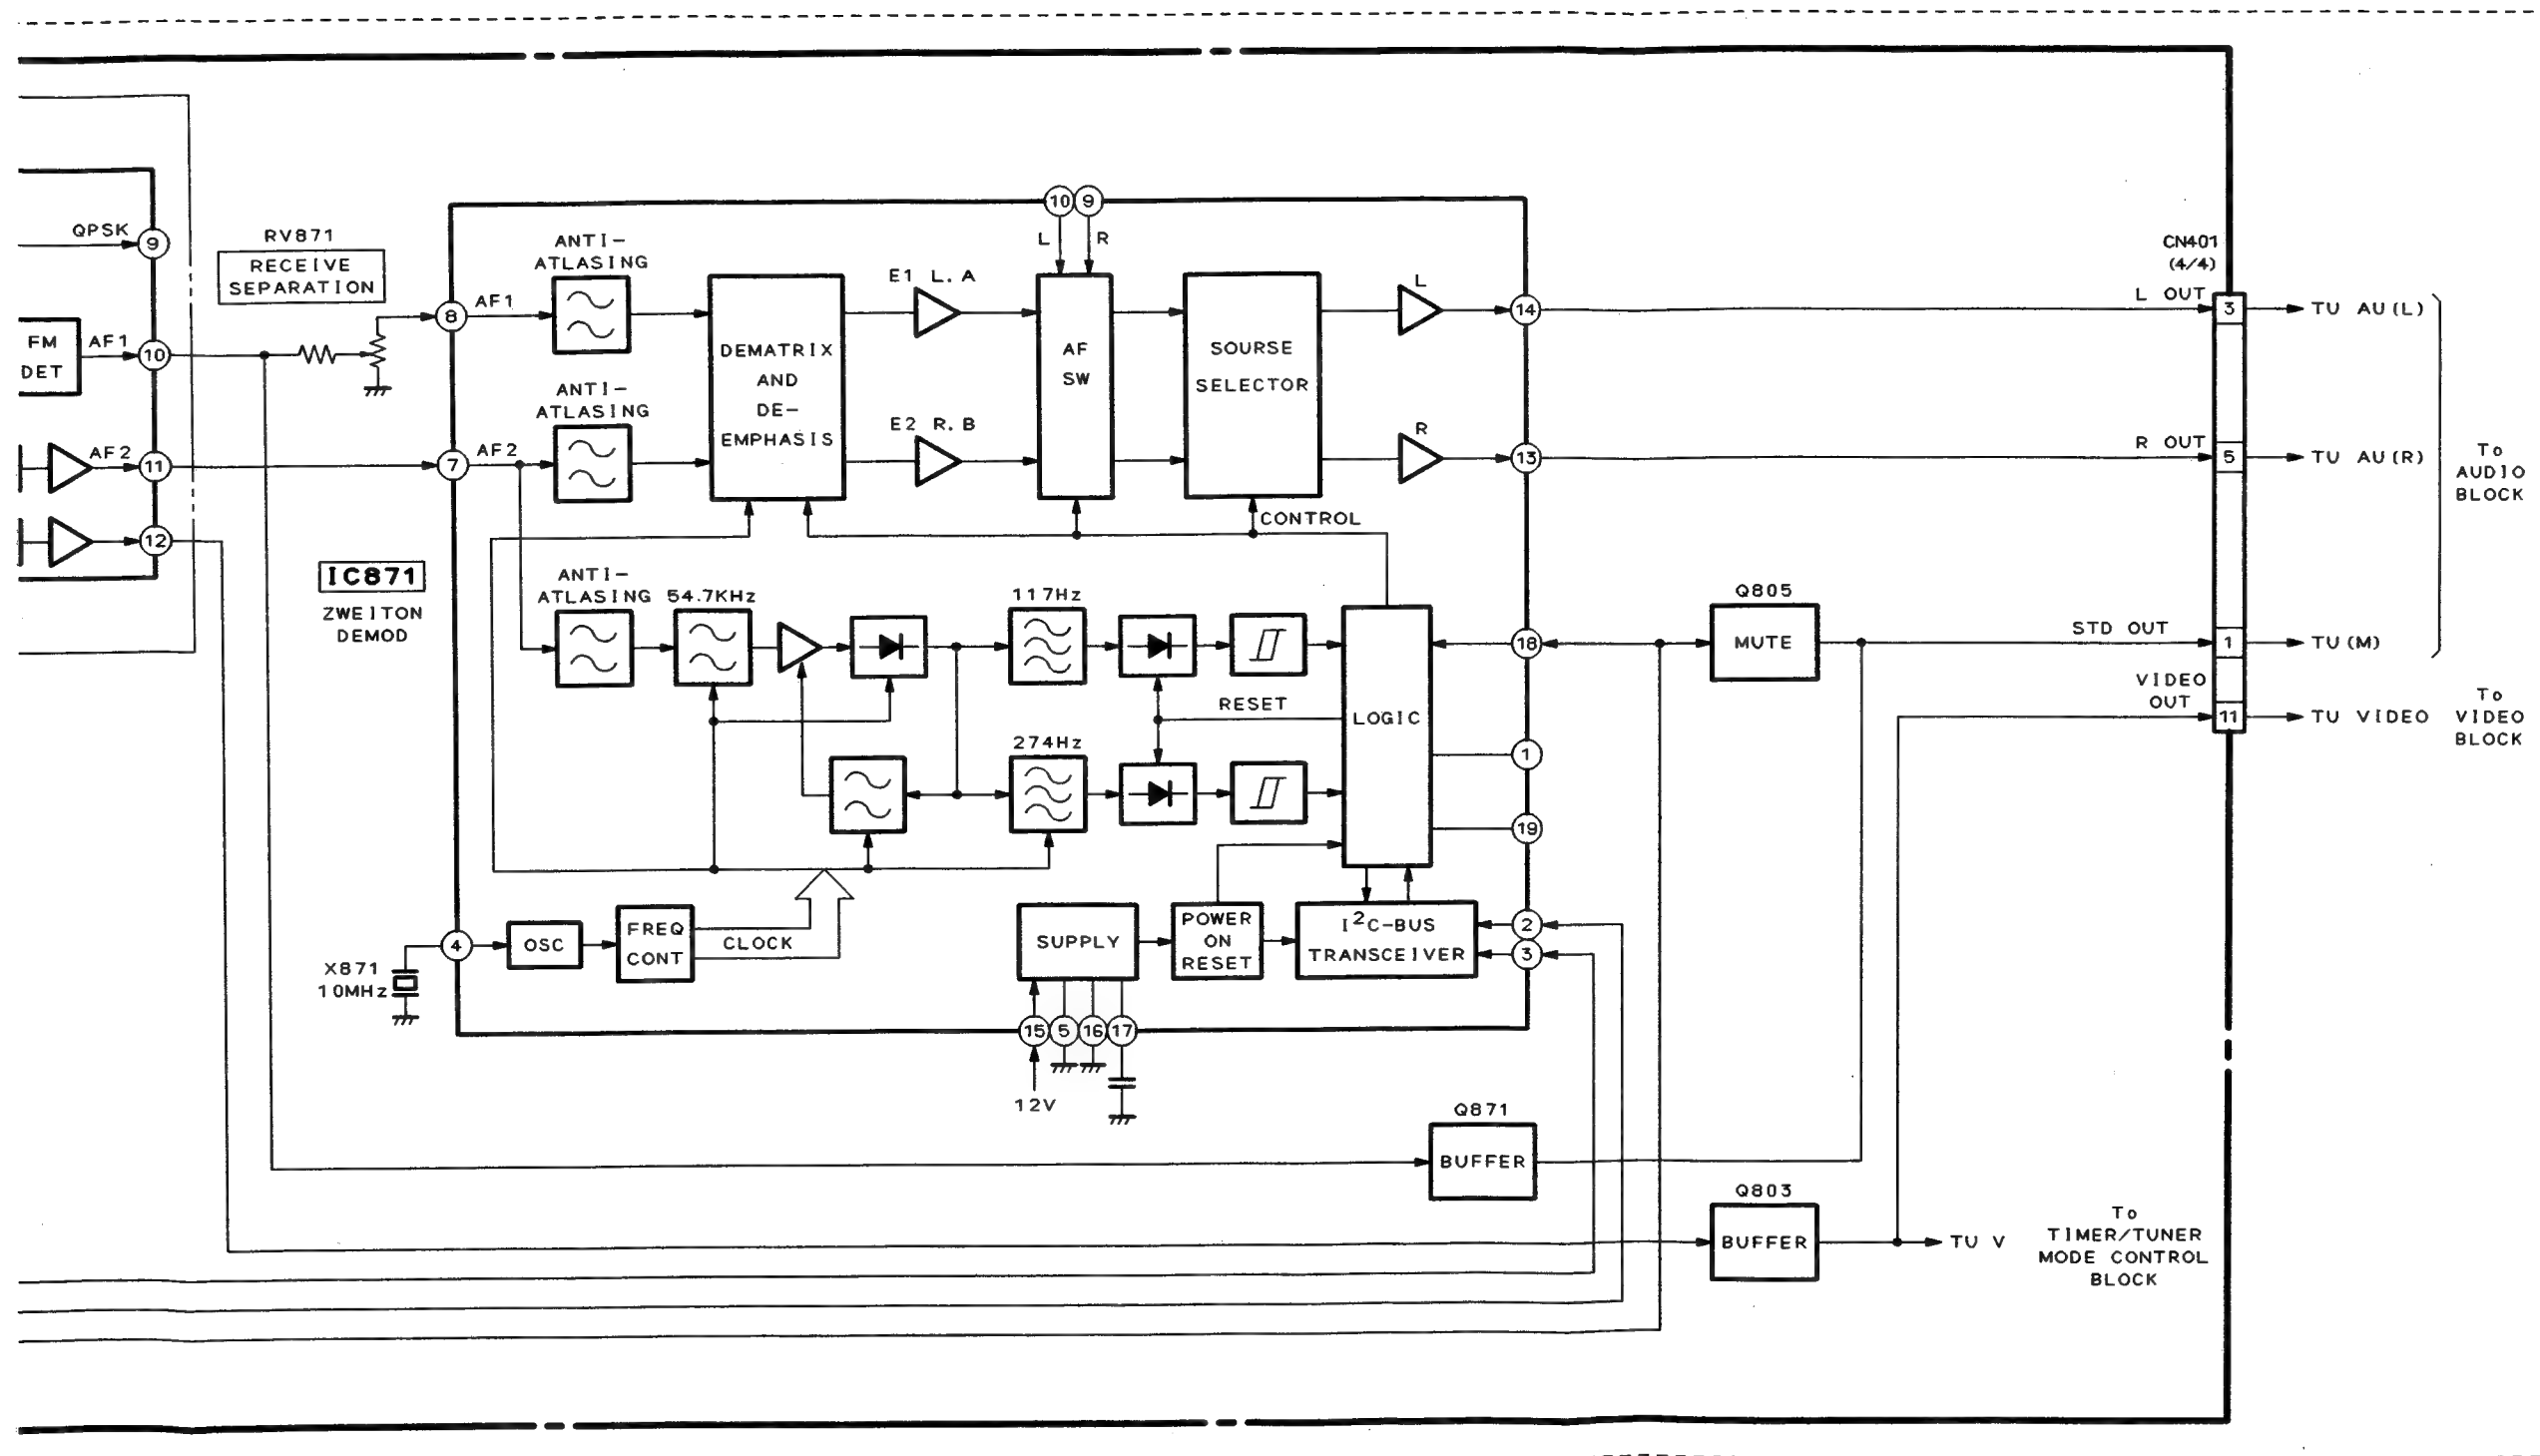 QPSK
9
RV871
RECEIVE
SEPARATION
FM
DET
AF1
10
AF2
11
12
IC871
ZWEITON
DEMOD
8
AF1
7
AF2
ANTI-
ATLASING
ANTI-
ATLASING
DEMATRIX
AND
DE-
EMPHASIS
E1 L.A
E2 R.B
10
9
L
R
AF
SW
SOURSE
SELECTOR
L
14
R
13
CONTROL
ANTI-
ATLASING
54.7KHz
117Hz
274Hz
RESET
LOGIC
18
1
19
4
X871
10MHz
OSC
FREQ
CONT
CLOCK
SUPPLY
POWER
ON
RESET
I²C-BUS
TRANSCEIVER
2
3
15
5
16
17
12V
Q805
MUTE
Q871
BUFFER
Q803
BUFFER
TU V
To
TIMER/TUNER
MODE CONTROL
BLOCK
CN401
(4/4)
L OUT
3
TU AU(L)
R OUT
5
TU AU(R)
To
AUDIO
BLOCK
STD OUT
1
TU(M)
VIDEO
OUT
11
TU VIDEO
To
VIDEO
BLOCK